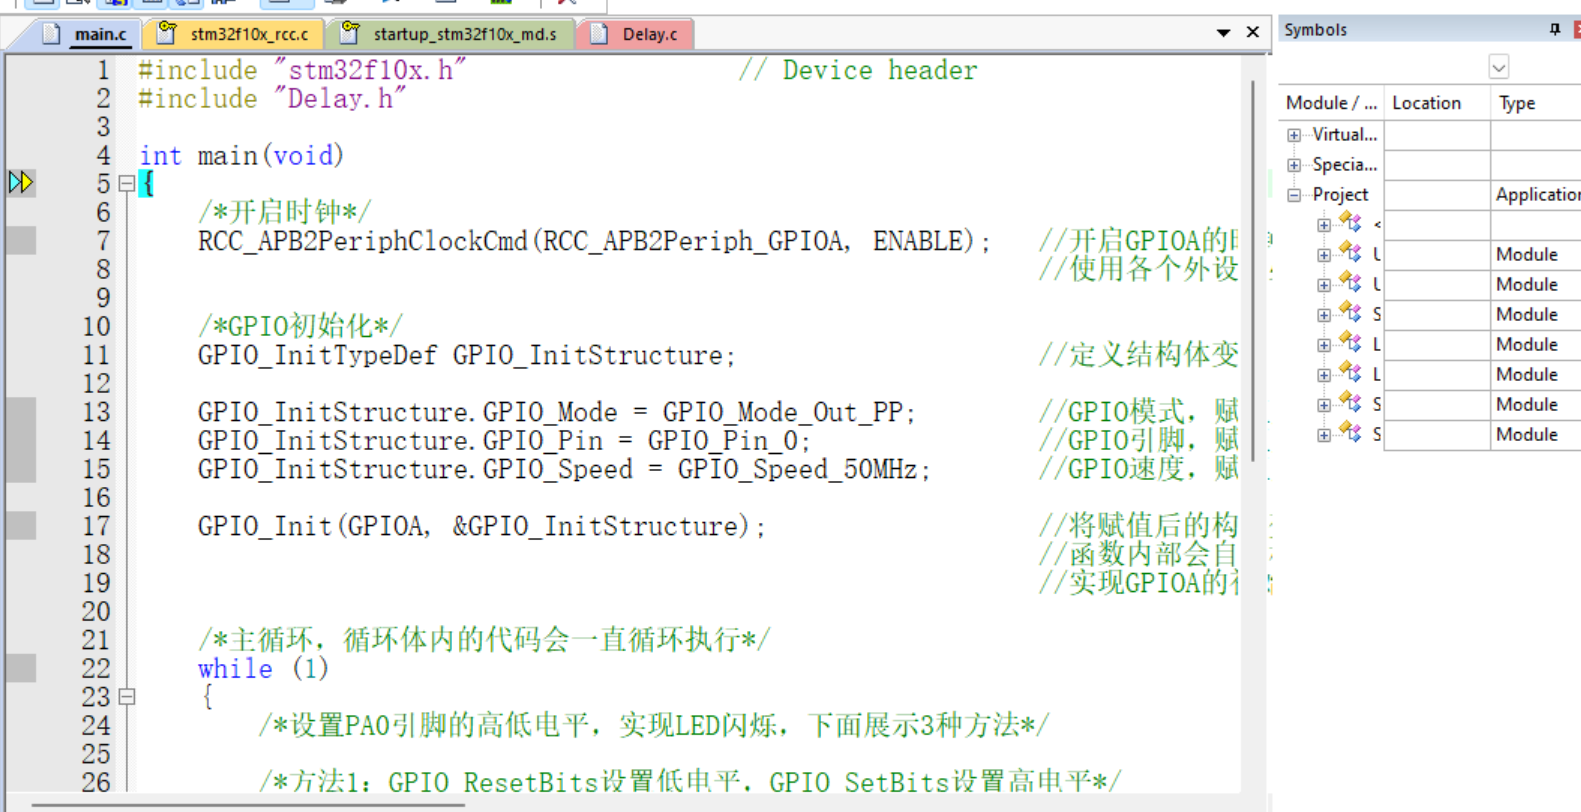 main.c stm32f10x_rcc.c startup_stm32f10x_md.s Delay.c
1 #include "stm32f10x.h" // Device header
2 #include "Delay.h"
3
4 int main(void)
5 {
6 /*开启时钟*/
7 RCC_APB2PeriphClockCmd(RCC_APB2Periph_GPIOA, ENABLE); //开启GPIOA的
8 //使用各个外设
9
10 /*GPIO初始化*/
11 GPIO_InitTypeDef GPIO_InitStructure; //定义结构体变
12
13 GPIO_InitStructure.GPIO_Mode = GPIO_Mode_Out_PP; //GPIO模式，赋
14 GPIO_InitStructure.GPIO_Pin = GPIO_Pin_0; //GPIO引脚，赋
15 GPIO_InitStructure.GPIO_Speed = GPIO_Speed_50MHz; //GPIO速度，赋
16
17 GPIO_Init(GPIOA, &GPIO_InitStructure); //将赋值后的构
18 //函数内部会自
19 //实现GPIOA的
20
21 /*主循环，循环体内的代码会一直循环执行*/
22 while (1)
23 {
24 /*设置PA0引脚的高低电平，实现LED闪烁，下面展示3种方法*/
25
26 /*方法1：GPIO_ResetBits设置低电平，GPIO_SetBits设置高电平*/
Symbols
Module / ... Location Type
Virtual...
Specia...
Project Application
<
U Module
U Module
S Module
L Module
L Module
S Module
S Module